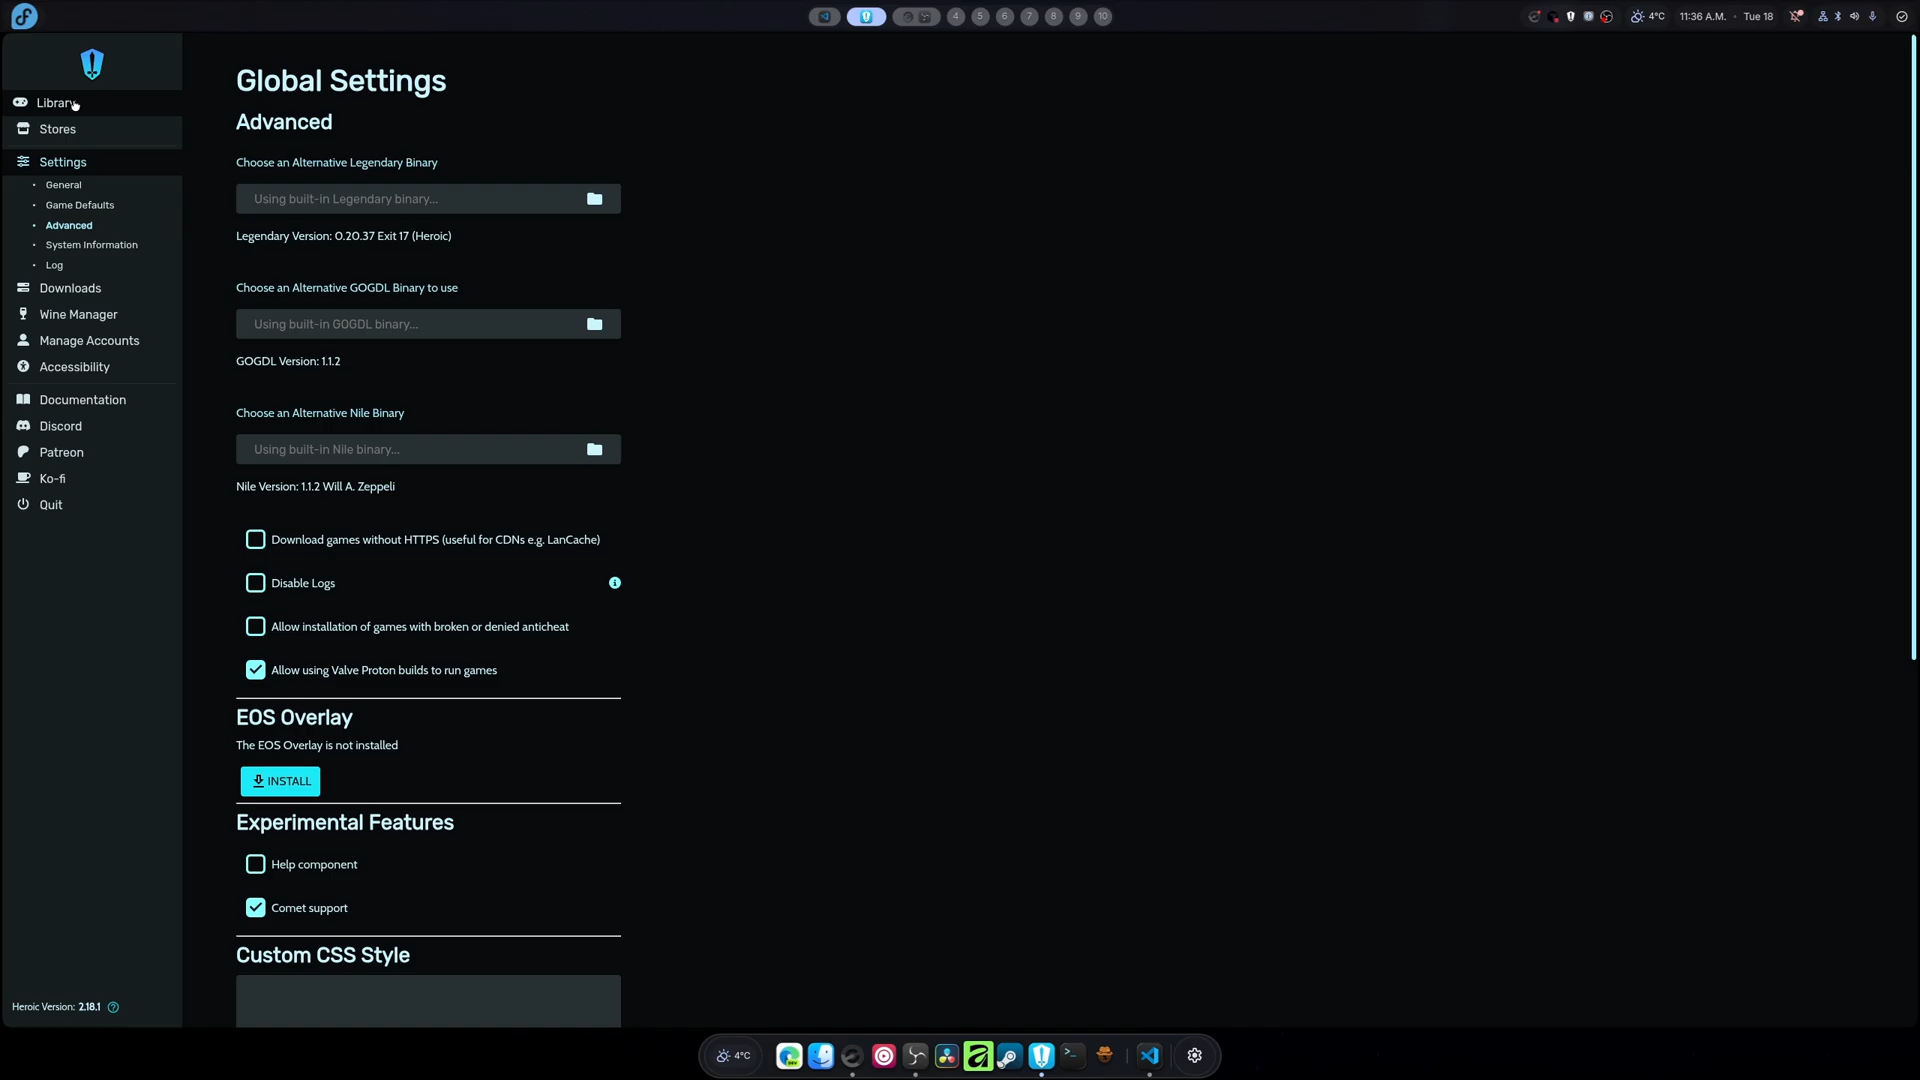 4 5 6 7 8 9 10
4°C 11:36 A.M. • Tue 18
Library
Stores
Settings
• General
• Game Defaults
• Advanced
• System Information
• Log
Downloads
Wine Manager
Manage Accounts
Accessibility
Documentation
Discord
Patreon
Ko-fi
Quit
Heroic Version: 2.18.1
Global Settings
Advanced
Choose an Alternative Legendary Binary
Using built-in Legendary binary...
Legendary Version: 0.20.37 Exit 17 (Heroic)
Choose an Alternative GOGDL Binary to use
Using built-in GOGDL binary...
GOGDL Version: 1.1.2
Choose an Alternative Nile Binary
Using built-in Nile binary...
Nile Version: 1.1.2 Will A. Zeppeli
Download games without HTTPS (useful for CDNs e.g. LanCache)
Disable Logs
Allow installation of games with broken or denied anticheat
Allow using Valve Proton builds to run games
EOS Overlay
The EOS Overlay is not installed
INSTALL
Experimental Features
Help component
Comet support
Custom CSS Style
4°C